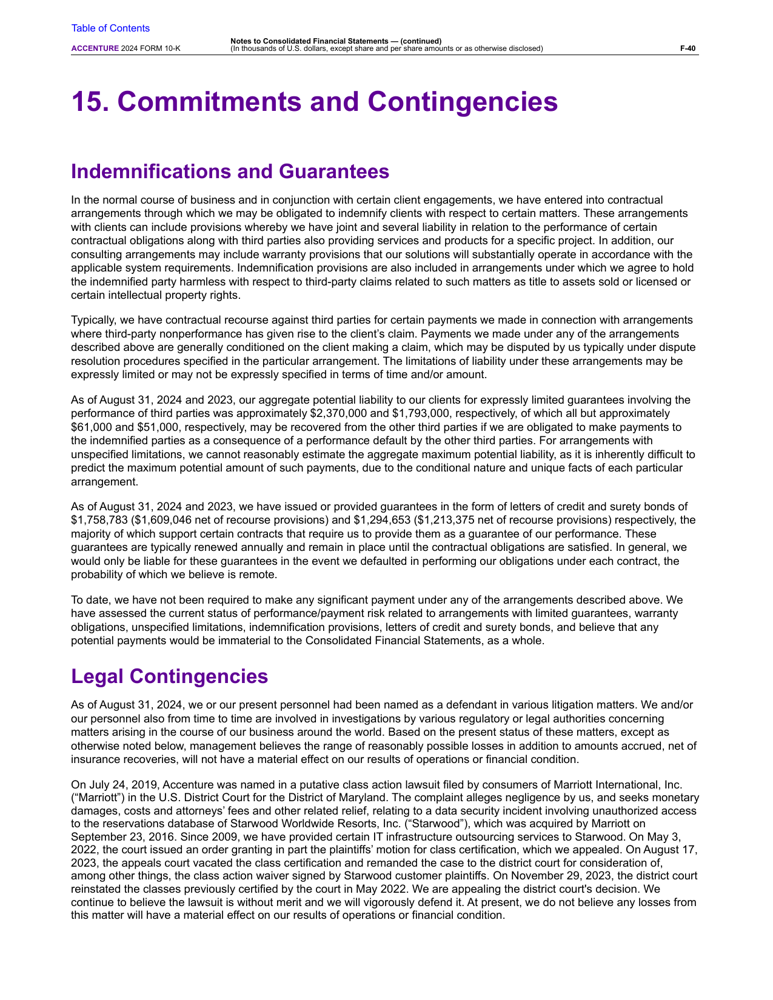 Table of Contents
Notes to Consolidated Financial Statements — (continued)
ACCENTURE 2024 FORM 10-K (In thousands of U.S. dollars, except share and per share amounts or as otherwise disclosed) F-40
15. Commitments and Contingencies
Indemnifications and Guarantees
In the normal course of business and in conjunction with certain client engagements, we have entered into contractual
arrangements through which we may be obligated to indemnify clients with respect to certain matters. These arrangements
with clients can include provisions whereby we have joint and several liability in relation to the performance of certain
contractual obligations along with third parties also providing services and products for a specific project. In addition, our
consulting arrangements may include warranty provisions that our solutions will substantially operate in accordance with the
applicable system requirements. Indemnification provisions are also included in arrangements under which we agree to hold
the indemnified party harmless with respect to third-party claims related to such matters as title to assets sold or licensed or
certain intellectual property rights.
Typically, we have contractual recourse against third parties for certain payments we made in connection with arrangements
where third-party nonperformance has given rise to the client’s claim. Payments we made under any of the arrangements
described above are generally conditioned on the client making a claim, which may be disputed by us typically under dispute
resolution procedures specified in the particular arrangement. The limitations of liability under these arrangements may be
expressly limited or may not be expressly specified in terms of time and/or amount.
As of August 31, 2024 and 2023, our aggregate potential liability to our clients for expressly limited guarantees involving the
performance of third parties was approximately $2,370,000 and $1,793,000, respectively, of which all but approximately
$61,000 and $51,000, respectively, may be recovered from the other third parties if we are obligated to make payments to
the indemnified parties as a consequence of a performance default by the other third parties. For arrangements with
unspecified limitations, we cannot reasonably estimate the aggregate maximum potential liability, as it is inherently difficult to
predict the maximum potential amount of such payments, due to the conditional nature and unique facts of each particular
arrangement.
As of August 31, 2024 and 2023, we have issued or provided guarantees in the form of letters of credit and surety bonds of
$1,758,783 ($1,609,046 net of recourse provisions) and $1,294,653 ($1,213,375 net of recourse provisions) respectively, the
majority of which support certain contracts that require us to provide them as a guarantee of our performance. These
guarantees are typically renewed annually and remain in place until the contractual obligations are satisfied. In general, we
would only be liable for these guarantees in the event we defaulted in performing our obligations under each contract, the
probability of which we believe is remote.
To date, we have not been required to make any significant payment under any of the arrangements described above. We
have assessed the current status of performance/payment risk related to arrangements with limited guarantees, warranty
obligations, unspecified limitations, indemnification provisions, letters of credit and surety bonds, and believe that any
potential payments would be immaterial to the Consolidated Financial Statements, as a whole.
Legal Contingencies
As of August 31, 2024, we or our present personnel had been named as a defendant in various litigation matters. We and/or
our personnel also from time to time are involved in investigations by various regulatory or legal authorities concerning
matters arising in the course of our business around the world. Based on the present status of these matters, except as
otherwise noted below, management believes the range of reasonably possible losses in addition to amounts accrued, net of
insurance recoveries, will not have a material effect on our results of operations or financial condition.
On July 24, 2019, Accenture was named in a putative class action lawsuit filed by consumers of Marriott International, Inc.
(“Marriott”) in the U.S. District Court for the District of Maryland. The complaint alleges negligence by us, and seeks monetary
damages, costs and attorneys’ fees and other related relief, relating to a data security incident involving unauthorized access
to the reservations database of Starwood Worldwide Resorts, Inc. (“Starwood”), which was acquired by Marriott on
September 23, 2016. Since 2009, we have provided certain IT infrastructure outsourcing services to Starwood. On May 3,
2022, the court issued an order granting in part the plaintiffs’ motion for class certification, which we appealed. On August 17,
2023, the appeals court vacated the class certification and remanded the case to the district court for consideration of,
among other things, the class action waiver signed by Starwood customer plaintiffs. On November 29, 2023, the district court
reinstated the classes previously certified by the court in May 2022. We are appealing the district court's decision. We
continue to believe the lawsuit is without merit and we will vigorously defend it. At present, we do not believe any losses from
this matter will have a material effect on our results of operations or financial condition.